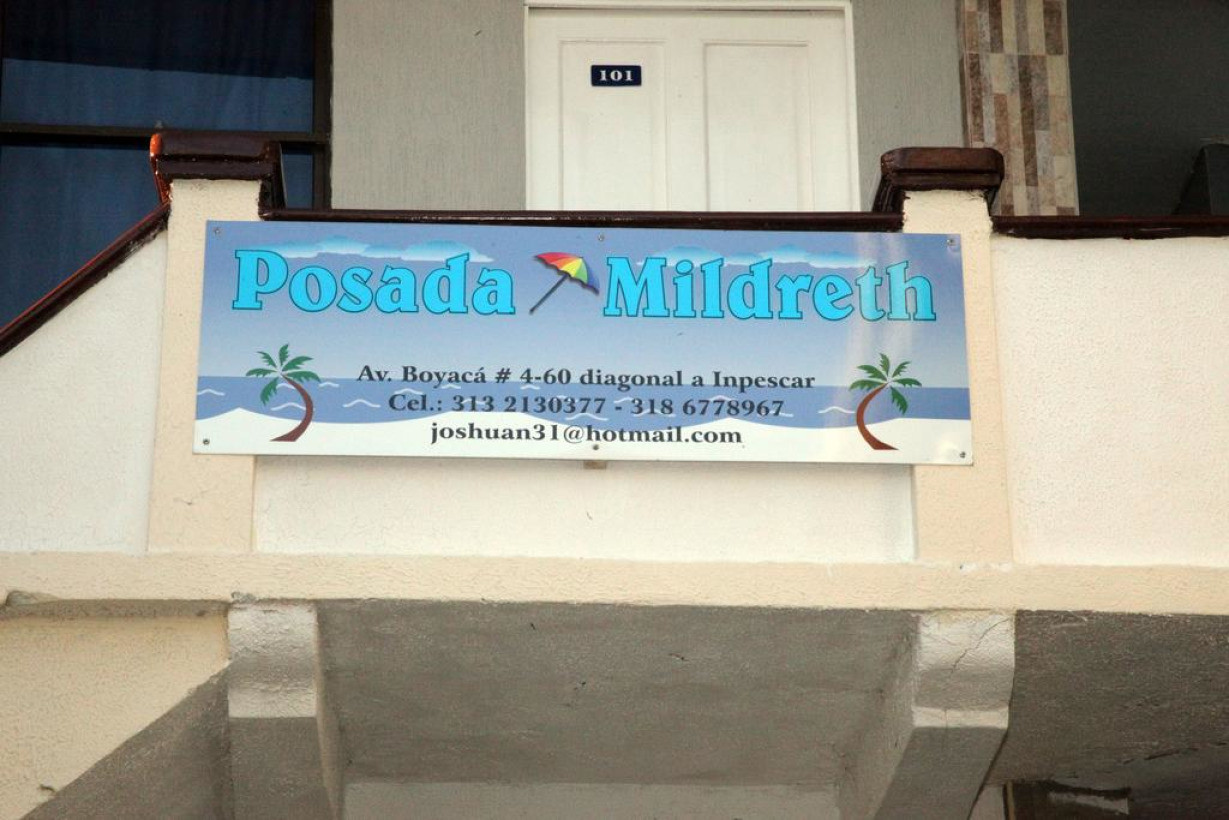 101
Posada Mildreth
Av. Boyacá # 4-60 diagonal a Inpescar
Cel.: 313 2130377 - 318 6778967
joshuan31@hotmail.com